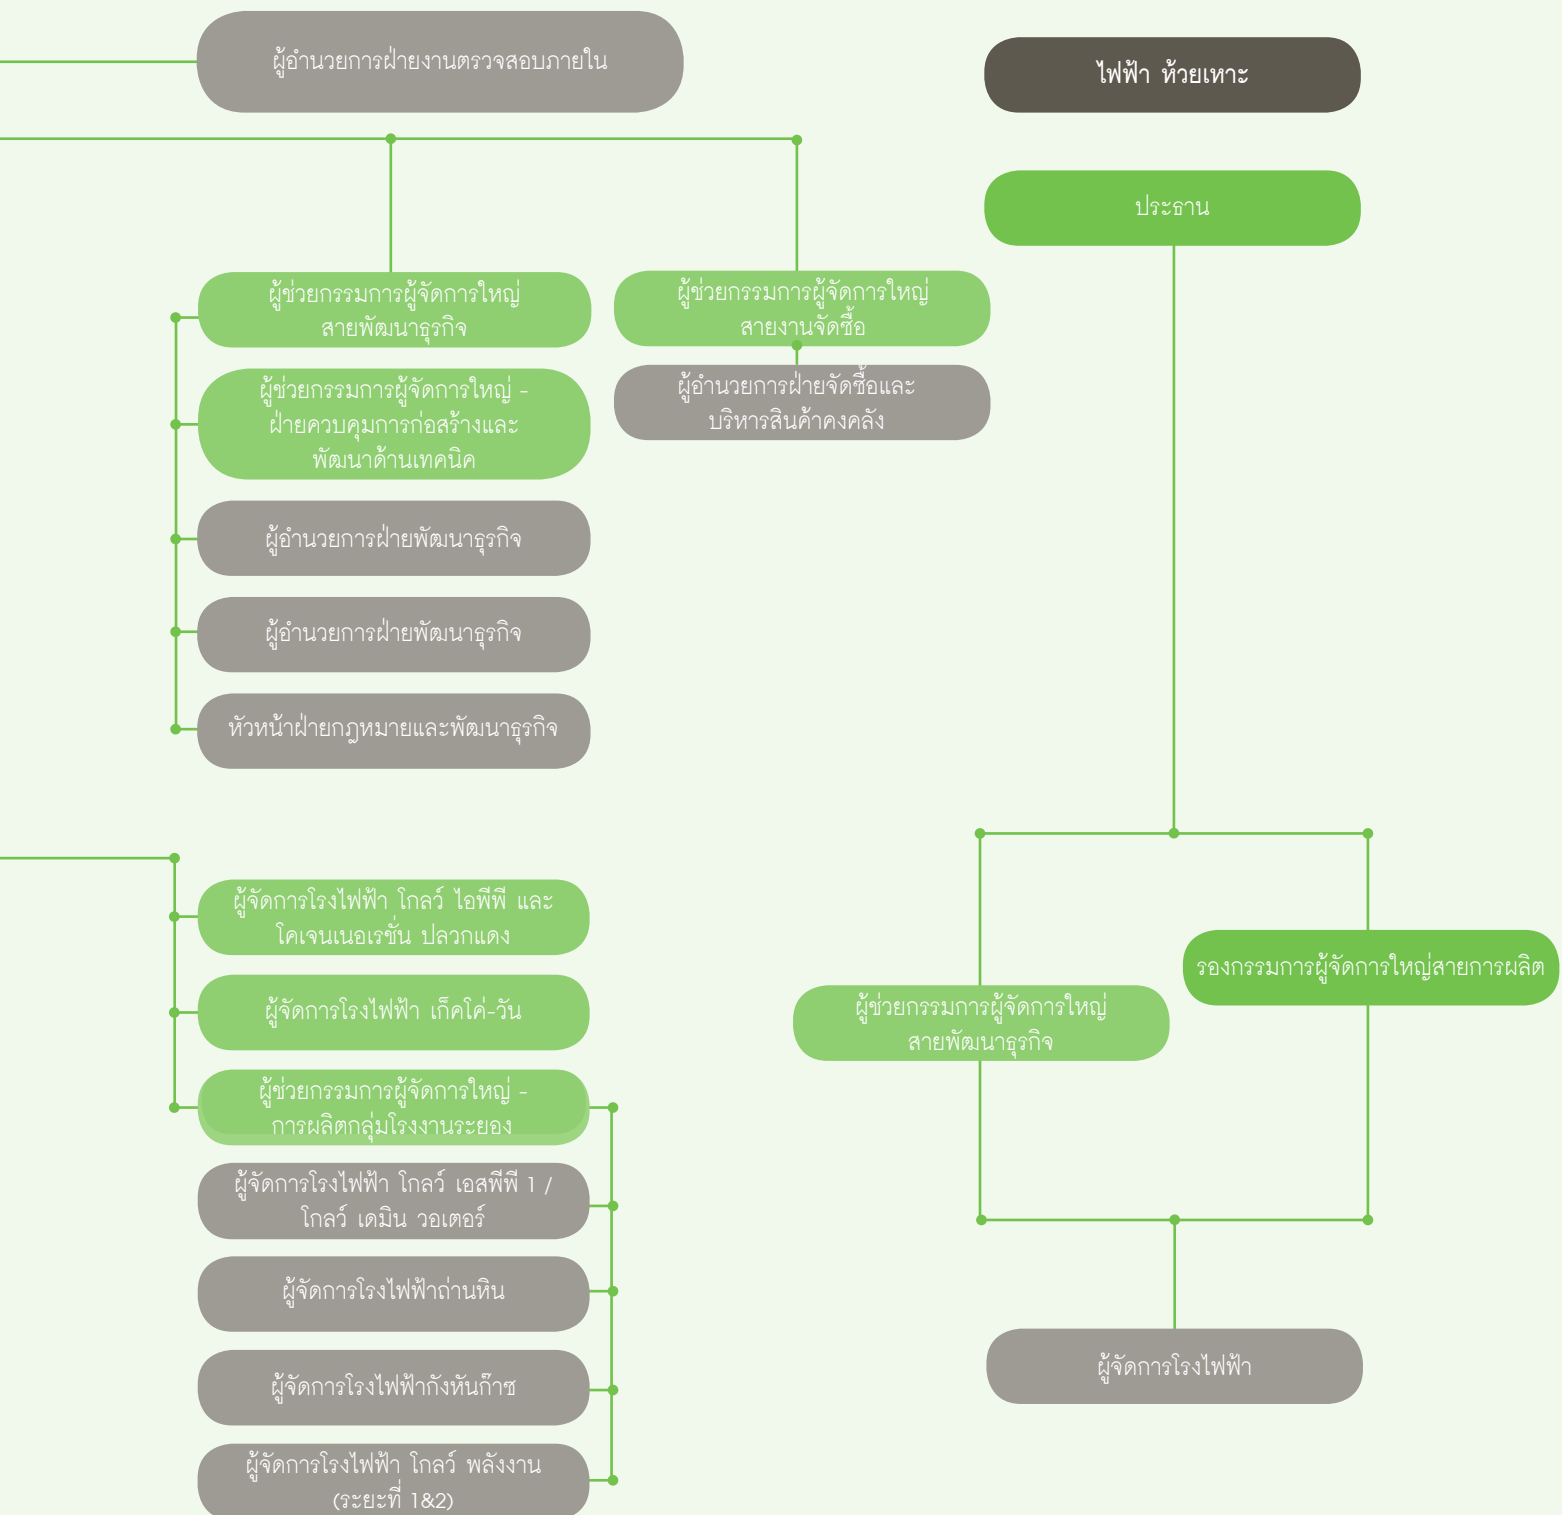 ผู้อำนวยการฝ่ายงานตรวจสอบภายใน
ไฟฟ้า ห้วยเหาะ
ประธาน
ผู้ช่วยกรรมการผู้จัดการใหญ่
สายพัฒนาธุรกิจ
ผู้ช่วยกรรมการผู้จัดการใหญ่
สายงานจัดซื้อ
ผู้ช่วยกรรมการผู้จัดการใหญ่ -
ฝ่ายควบคุมการก่อสร้างและ
พัฒนาด้านเทคนิค
ผู้อำนวยการฝ่ายจัดซื้อและ
บริหารสินค้าคงคลัง
ผู้อำนวยการฝ่ายพัฒนาธุรกิจ
ผู้อำนวยการฝ่ายพัฒนาธุรกิจ
หัวหน้าฝ่ายกฎหมายและพัฒนาธุรกิจ
ผู้จัดการโรงไฟฟ้า โกลว์ ไอพีพี และ
โคเจนเนอเรชั่น ปลวกแดง
ผู้จัดการโรงไฟฟ้า เก็คโค่-วัน
ผู้ช่วยกรรมการผู้จัดการใหญ่ -
การผลิตกลุ่มโรงงานระยอง
ผู้จัดการโรงไฟฟ้า โกลว์ เอสพีพี 1 /
โกลว์ เดมิน วอเตอร์
ผู้จัดการโรงไฟฟ้าถ่านหิน
ผู้จัดการโรงไฟฟ้ากังหันก๊าซ
ผู้จัดการโรงไฟฟ้า โกลว์ พลังงาน
(ระยะที่ 1&2)
รองกรรมการผู้จัดการใหญ่สายการผลิต
ผู้ช่วยกรรมการผู้จัดการใหญ่
สายพัฒนาธุรกิจ
ผู้จัดการโรงไฟฟ้า